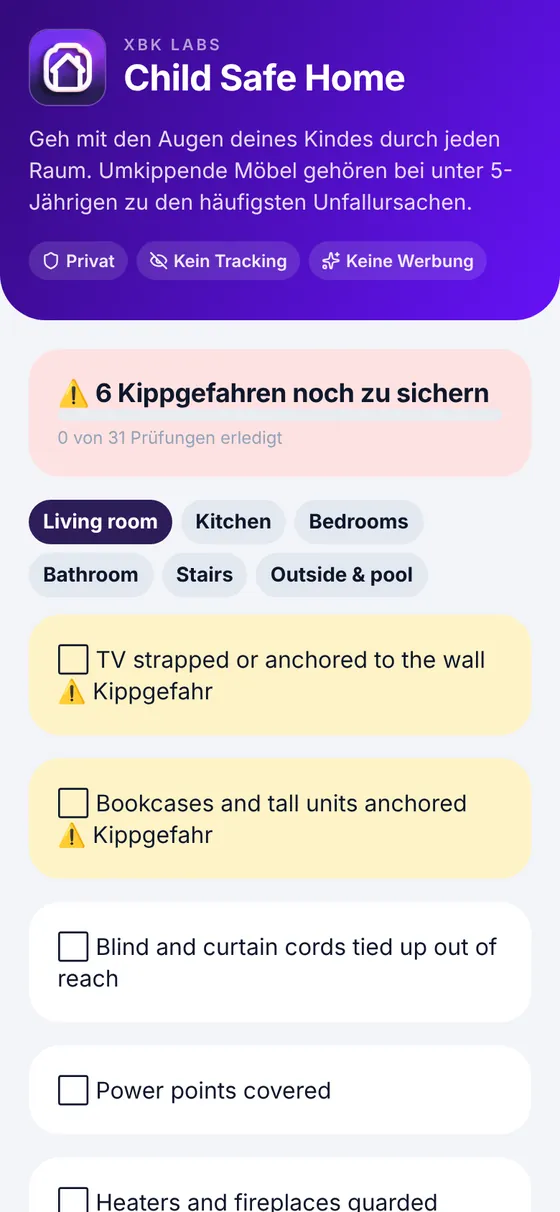 XBK LABS
Child Safe Home
Geh mit den Augen deines Kindes durch jeden
Raum. Umkippende Möbel gehören bei unter 5-
Jährigen zu den häufigsten Unfallursachen.
Privat
Kein Tracking
Keine Werbung
⚠️ 6 Kippgefahren noch zu sichern
0 von 31 Prüfungen erledigt
Living room
Kitchen
Bedrooms
Bathroom
Stairs
Outside & pool
TV strapped or anchored to the wall
⚠️ Kippgefahr
Bookcases and tall units anchored
⚠️ Kippgefahr
Blind and curtain cords tied up out of
reach
Power points covered
Heaters and fireplaces guarded